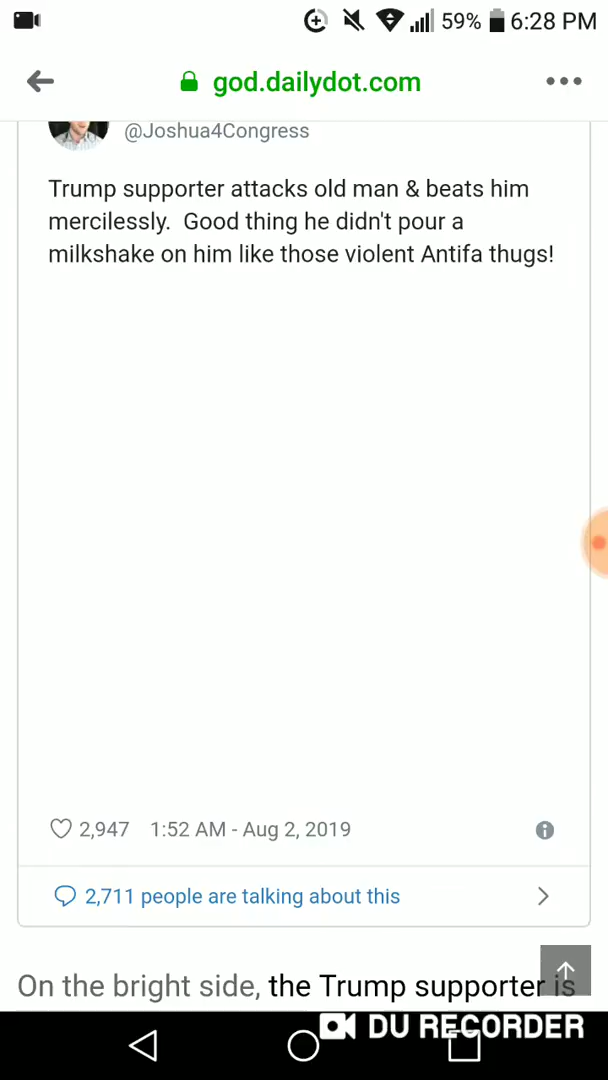 59% 6:28 PM
god.dailydot.com
@Joshua4Congress
Trump supporter attacks old man & beats him
mercilessly.  Good thing he didn't pour a
milkshake on him like those violent Antifa thugs!
2,947 1:52 AM - Aug 2, 2019
2,711 people are talking about this
On the bright side, the Trump supporter is
DU RECORDER